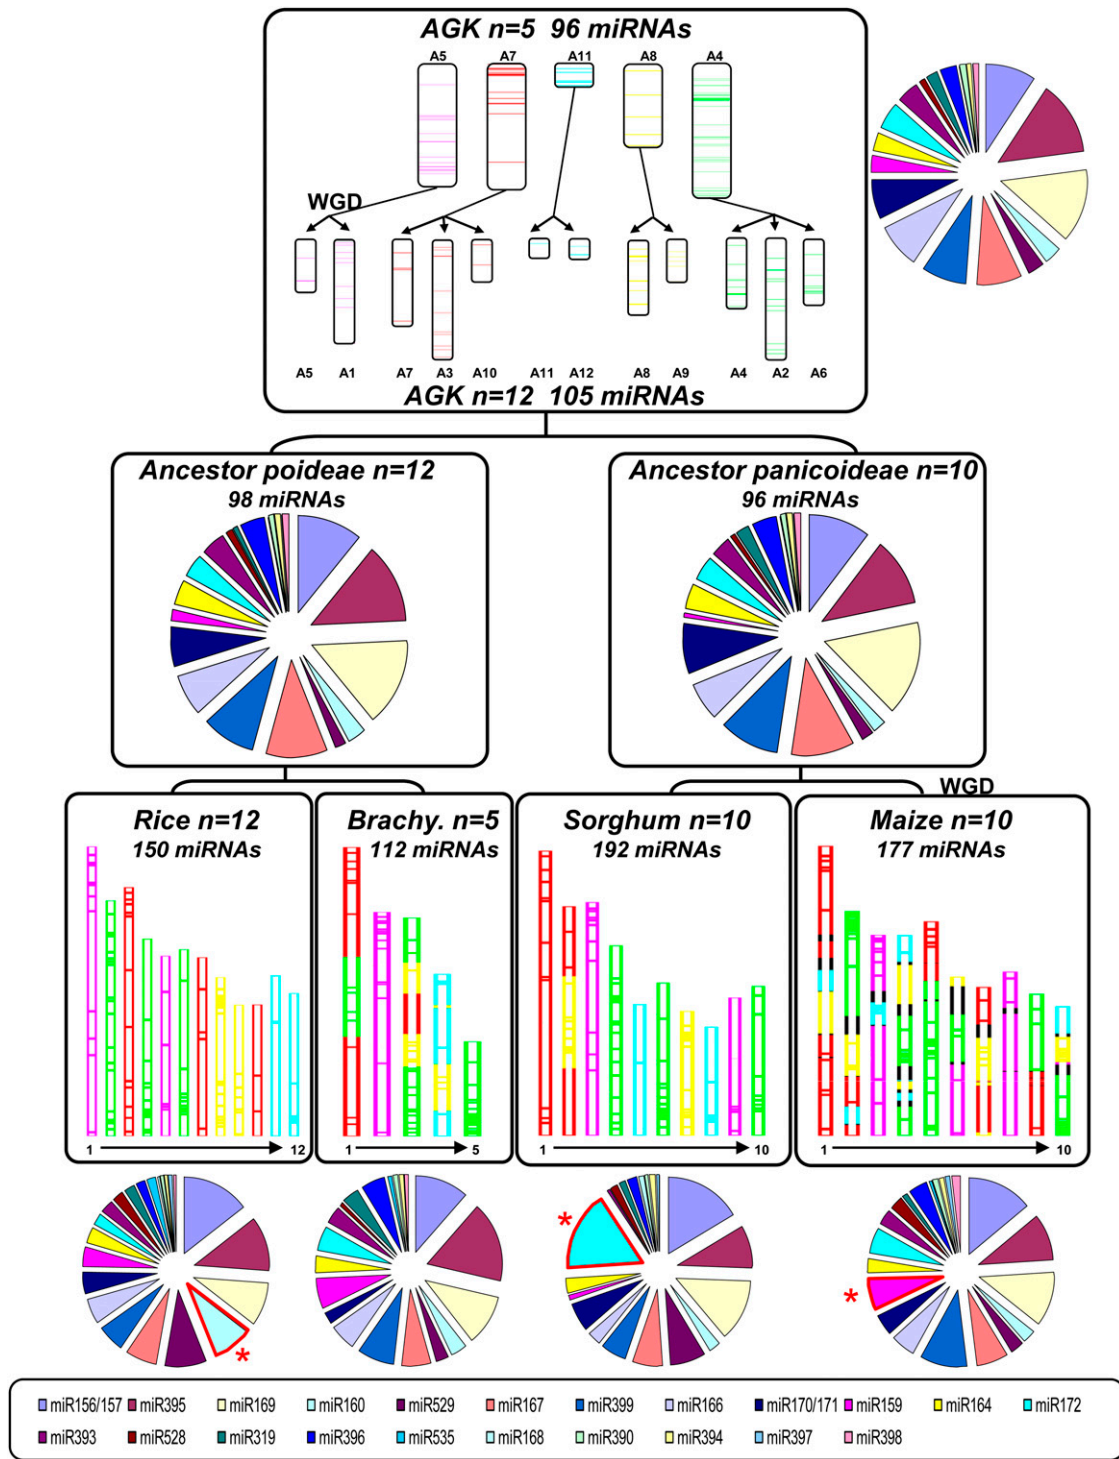 AGK n=5 96 miRNAs
A5 A7 A11 A8 A4
WGD
A5 A1 A7 A3 A10 A11 A12 A8 A9 A4 A2 A6
AGK n=12 105 miRNAs
Ancestor poideae n=12
98 miRNAs
Ancestor panicoideae n=10
96 miRNAs
WGD
Rice n=12
150 miRNAs
1 12
Brachy. n=5
112 miRNAs
1 5
Sorghum n=10
192 miRNAs
1 10
Maize n=10
177 miRNAs
1 10
*
*
*
miR156/157 miR395 miR169 miR160 miR529 miR167 miR399 miR166 miR170/171 miR159 miR164 miR172
miR393 miR528 miR319 miR396 miR535 miR168 miR390 miR394 miR397 miR398